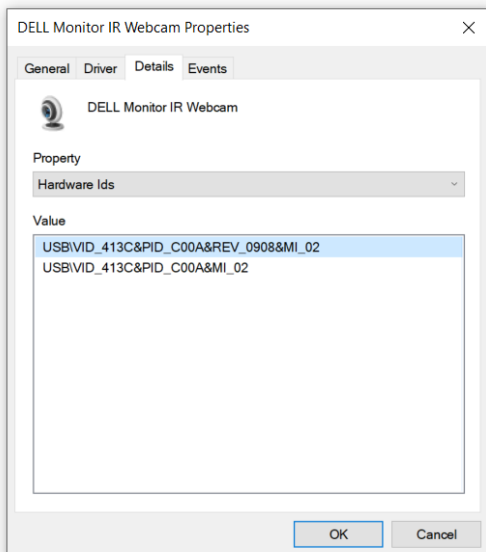 DELL Monitor IR Webcam Properties
General Driver Details Events
DELL Monitor IR Webcam
Property
Hardware Ids
Value
USB\VID_413C&PID_C00A&REV_0908&MI_02
USB\VID_413C&PID_C00A&MI_02
OK Cancel